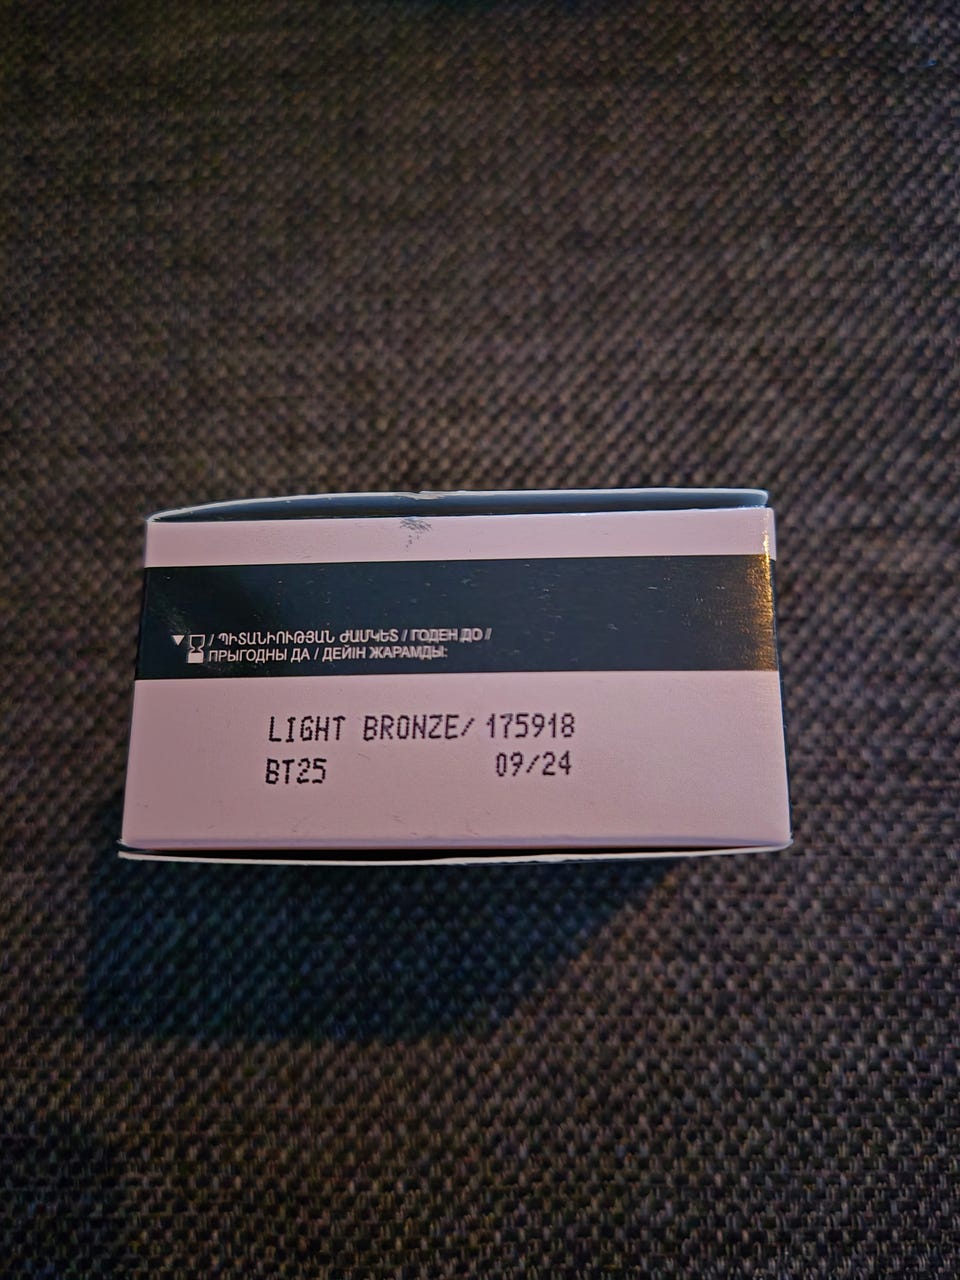 / ՊԻՏԱՆԻՈՒԹՅԱՆ ԺԱՄԿԵՏ / ГОДЕН ДО /
ПРЫГОДНЫ ДА / ДЕЙІН ЖАРАМДЫ:
LIGHT BRONZE/ 175918
BT25 09/24